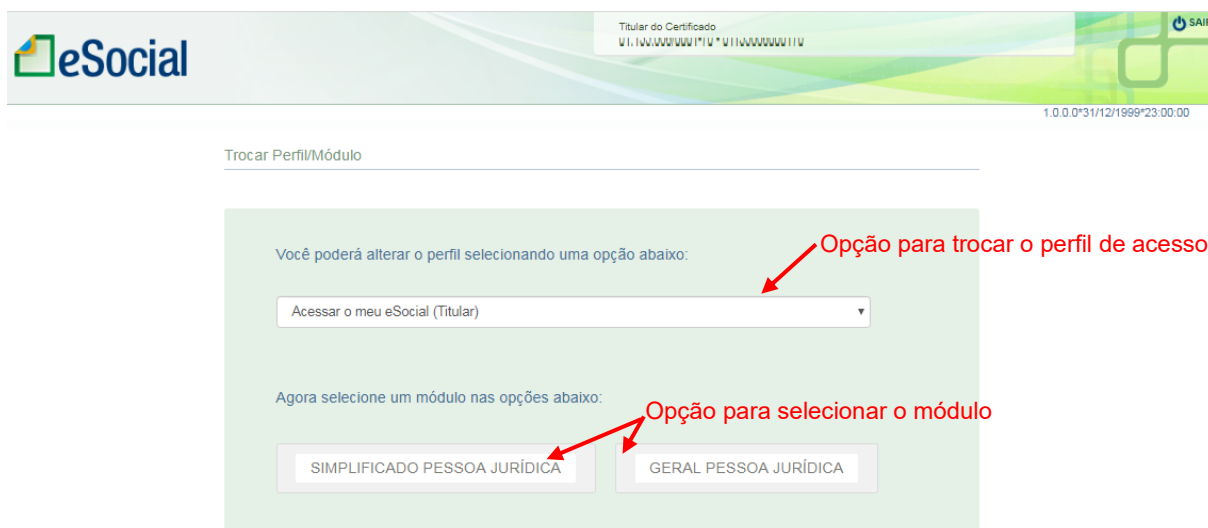 eSocial
Titular do Certificado
SAIR
1.0.0.0*31/12/1999*23:00:00
Trocar Perfil/Módulo
Opção para trocar o perfil de acesso
Você poderá alterar o perfil selecionando uma opção abaixo:
Acessar o meu eSocial (Titular)
Agora selecione um módulo nas opções abaixo:
Opção para selecionar o módulo
SIMPLIFICADO PESSOA JURÍDICA
GERAL PESSOA JURÍDICA